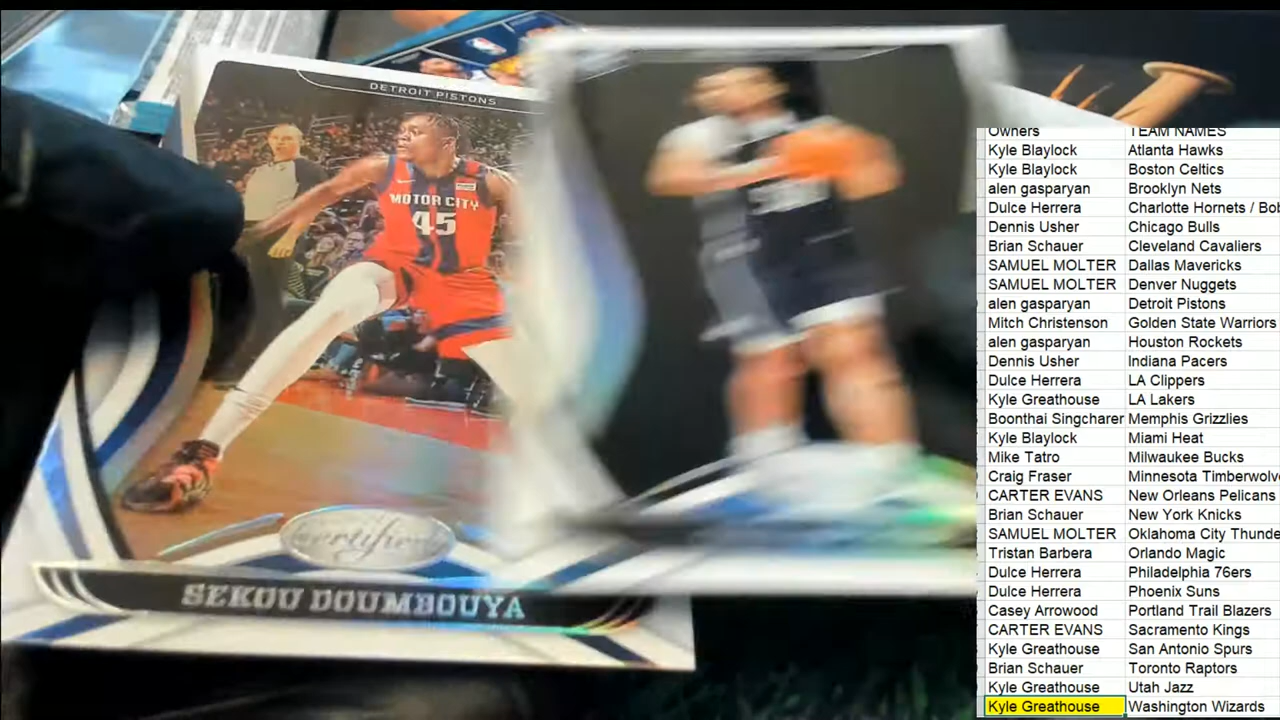 DETROIT PISTONS
MOTOR CITY
45
SEKOU DOUMBOUYA
Owners TEAM NAMES
Kyle Blaylock Atlanta Hawks
Kyle Blaylock Boston Celtics
alen gasparyan Brooklyn Nets
Dulce Herrera Charlotte Hornets / Bob
Dennis Usher Chicago Bulls
Brian Schauer Cleveland Cavaliers
SAMUEL MOLTER Dallas Mavericks
SAMUEL MOLTER Denver Nuggets
alen gasparyan Detroit Pistons
Mitch Christenson Golden State Warriors
alen gasparyan Houston Rockets
Dennis Usher Indiana Pacers
Dulce Herrera LA Clippers
Kyle Greathouse LA Lakers
Boonthai Singcharer Memphis Grizzlies
Kyle Blaylock Miami Heat
Mike Tatro Milwaukee Bucks
Craig Fraser Minnesota Timberwolve
CARTER EVANS New Orleans Pelicans
Brian Schauer New York Knicks
SAMUEL MOLTER Oklahoma City Thunde
Tristan Barbera Orlando Magic
Dulce Herrera Philadelphia 76ers
Dulce Herrera Phoenix Suns
Casey Arrowood Portland Trail Blazers
CARTER EVANS Sacramento Kings
Kyle Greathouse San Antonio Spurs
Brian Schauer Toronto Raptors
Kyle Greathouse Utah Jazz
Kyle Greathouse Washington Wizards